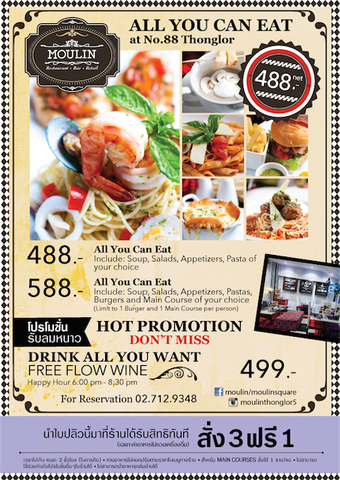 MOULIN
Restaurant • Bar • Retail
ALL YOU CAN EAT
at No.88 Thonglor
488.-net
488.-
All You Can Eat
Include: Soup, Salads, Appetizers, Pasta of
your choice
588.-
All You Can Eat
Include: Soup, Salads, Appetizers, Pastas,
Burgers and Main Course of your choice
(Limit to 1 Burger and 1 Main Course per person)
โปรโมชั่น
รับลมหนาว
HOT PROMOTION
DON'T MISS
DRINK ALL YOU WANT
FREE FLOW WINE
Happy Hour 6:00 pm - 8:30 pm
499.-
For Reservation 02.712.9348
moulin/moulinsquare
moulinthonglor5
นำใบปลิวนี้มาที่ร้านได้รับสิทธิทันที
สั่ง 3 ฟรี 1